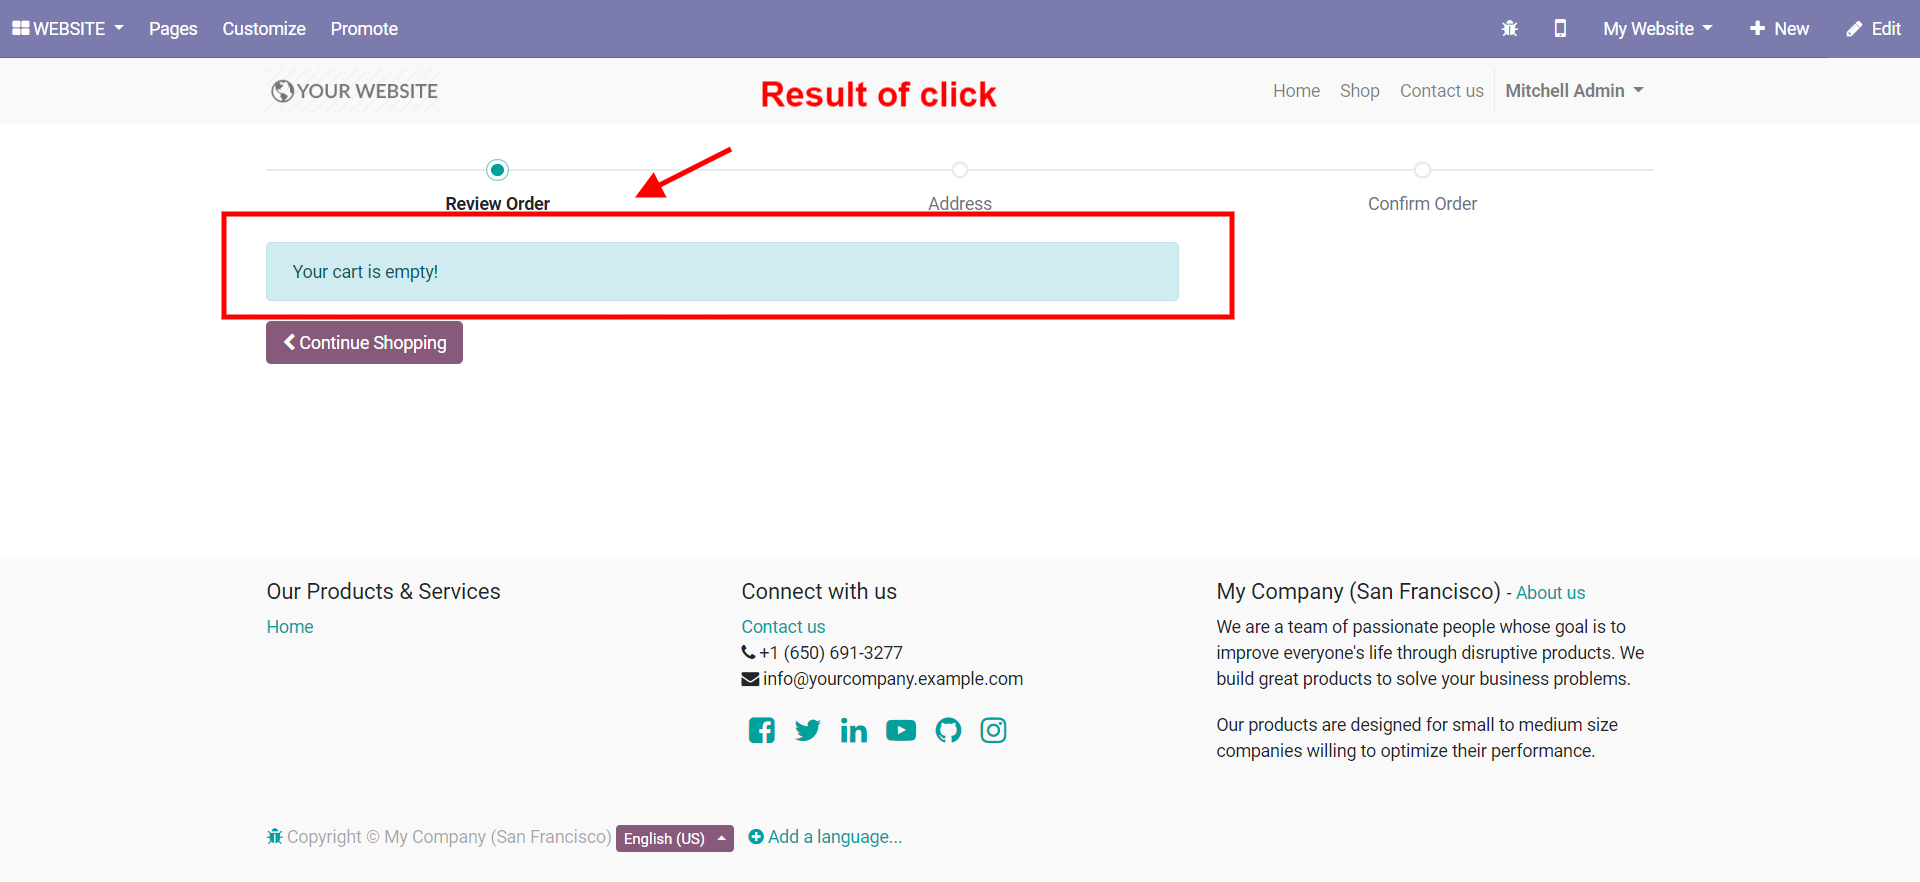 WEBSITE Pages Customize Promote My Website New Edit
YOUR WEBSITE Result of click Home Shop Contact us Mitchell Admin
Review Order Address Confirm Order
Your cart is empty!
Continue Shopping
Our Products & Services
Home
Connect with us
Contact us
+1 (650) 691-3277
info@yourcompany.example.com
My Company (San Francisco) - About us
We are a team of passionate people whose goal is to
improve everyone's life through disruptive products. We
build great products to solve your business problems.
Our products are designed for small to medium size
companies willing to optimize their performance.
Copyright © My Company (San Francisco) English (US) Add a language...